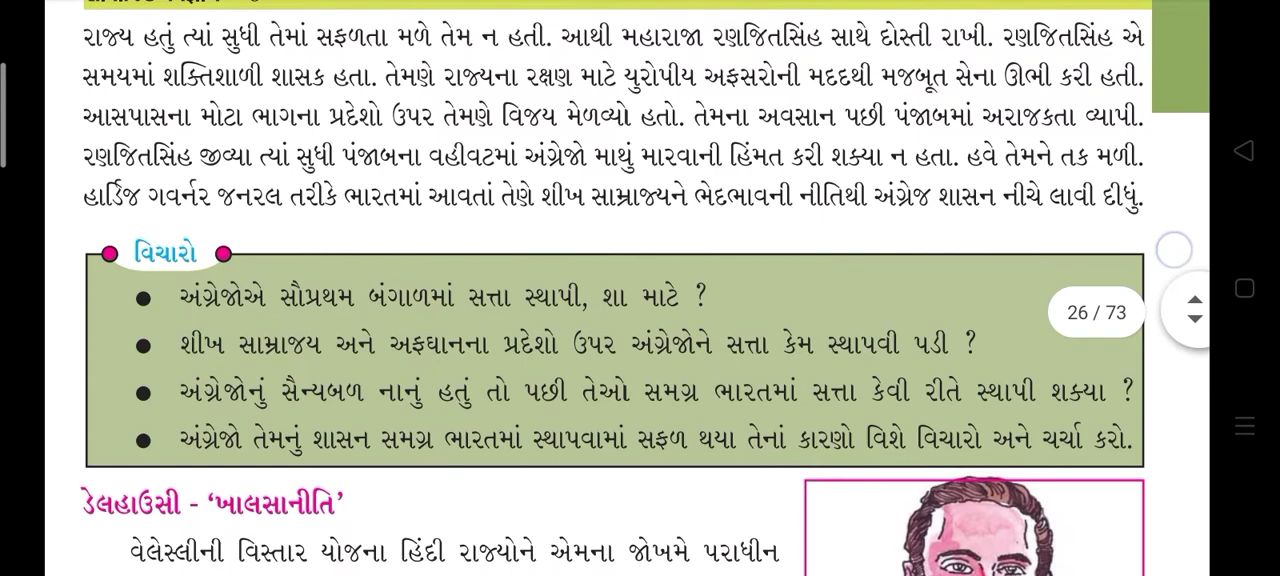 રાજ્ય હતું ત્યાં સુધી તેમાં સફળતા મળે તેમ ન હતી. આથી મહારાજા રણજિતસિંહ સાથે દોસ્તી રાખી. રણજિતસિંહ એ
સમયમાં શક્તિશાળી શાસક હતા. તેમણે રાજ્યના રક્ષણ માટે યુરોપીય અફસરોની મદદથી મજબૂત સેના ઊભી કરી હતી.
આસપાસના મોટા ભાગના પ્રદેશો ઉપર તેમણે વિજય મેળવ્યો હતો. તેમના અવસાન પછી પંજાબમાં અરાજકતા વ્યાપી.
રણજિતસિંહ જીવ્યા ત્યાં સુધી પંજાબના વહીવટમાં અંગ્રેજો માથું મારવાની હિંમત કરી શક્યા ન હતા. હવે તેમને તક મળી.
હાર્ડિંજ ગવર્નર જનરલ તરીકે ભારતમાં આવતાં તેણે શીખ સામ્રાજ્યને ભેદભાવની નીતિથી અંગ્રેજ શાસન નીચે લાવી દીધું.
વિચારો
● અંગ્રેજોએ સૌપ્રથમ બંગાળમાં સત્તા સ્થાપી, શા માટે ?
26 / 73
● શીખ સામ્રાજય અને અફઘાનના પ્રદેશો ઉપર અંગ્રેજોને સત્તા કેમ સ્થાપવી પડી ?
● અંગ્રેજોનું સૈન્યબળ નાનું હતું તો પછી તેઓ સમગ્ર ભારતમાં સત્તા કેવી રીતે સ્થાપી શક્યા ?
● અંગ્રેજો તેમનું શાસન સમગ્ર ભારતમાં સ્થાપવામાં સફળ થયા તેનાં કારણો વિશે વિચારો અને ચર્ચા કરો.
ડેલહાઉસી - ‘ખાલસાનીતિ’
વેલેસ્લીની વિસ્તાર યોજના હિંદી રાજ્યોને એમના જોખમે પરાધીન